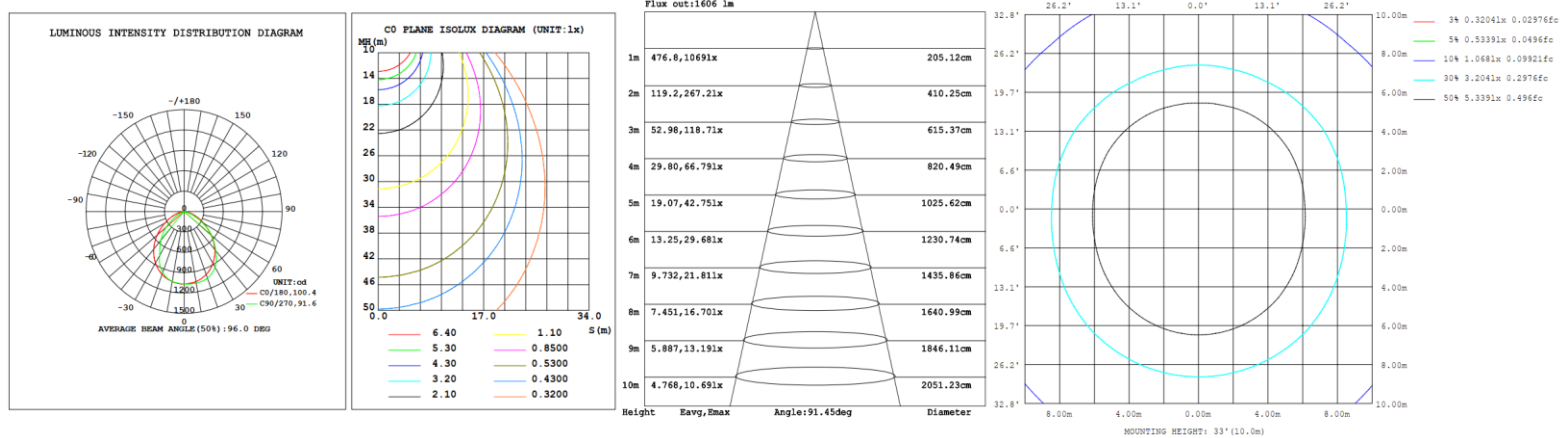 LUMINOUS INTENSITY DISTRIBUTION DIAGRAM
-/+180
-150
150
-120
120
-90
90
-60
60
-30
30
0
0
300
600
900
1200
1500
UNIT:cd
C0/180,100.4
C90/270,91.6
AVERAGE BEAM ANGLE(50%):96.0 DEG
C0 PLANE ISOLUX DIAGRAM (UNIT:lx)
MH(m)
10
14
18
22
26
30
34
38
42
46
50
0.0 17.0 34.0
S(m)
6.40 1.10
5.30 0.8500
4.30 0.5300
3.20 0.4300
2.10 0.3200
Flux out:1606 lm
1m 476.8,1069lx 205.12cm
2m 119.2,267.2lx 410.25cm
3m 52.98,118.7lx 615.37cm
4m 29.80,66.79lx 820.49cm
5m 19.07,42.75lx 1025.62cm
6m 13.25,29.68lx 1230.74cm
7m 9.732,21.81lx 1435.86cm
8m 7.451,16.70lx 1640.99cm
9m 5.887,13.19lx 1846.11cm
10m 4.768,10.69lx 2051.23cm
Height Eavg,Emax Angle:91.45deg Diameter
26.2' 13.1' 0.0' 13.1' 26.2'
32.8' 10.00m
26.2' 8.00m
19.7' 6.00m
13.1' 4.00m
6.6' 2.00m
0.0' 0.00m
6.6' 2.00m
13.1' 4.00m
19.7' 6.00m
26.2' 8.00m
32.8' 10.00m
8.00m 4.00m 0.00m 4.00m 8.00m
MOUNTING HEIGHT: 33'(10.0m)
3% 0.3204lx 0.02976fc
5% 0.5339lx 0.0496fc
10% 1.068lx 0.09921fc
30% 3.204lx 0.2976fc
50% 5.339lx 0.496fc